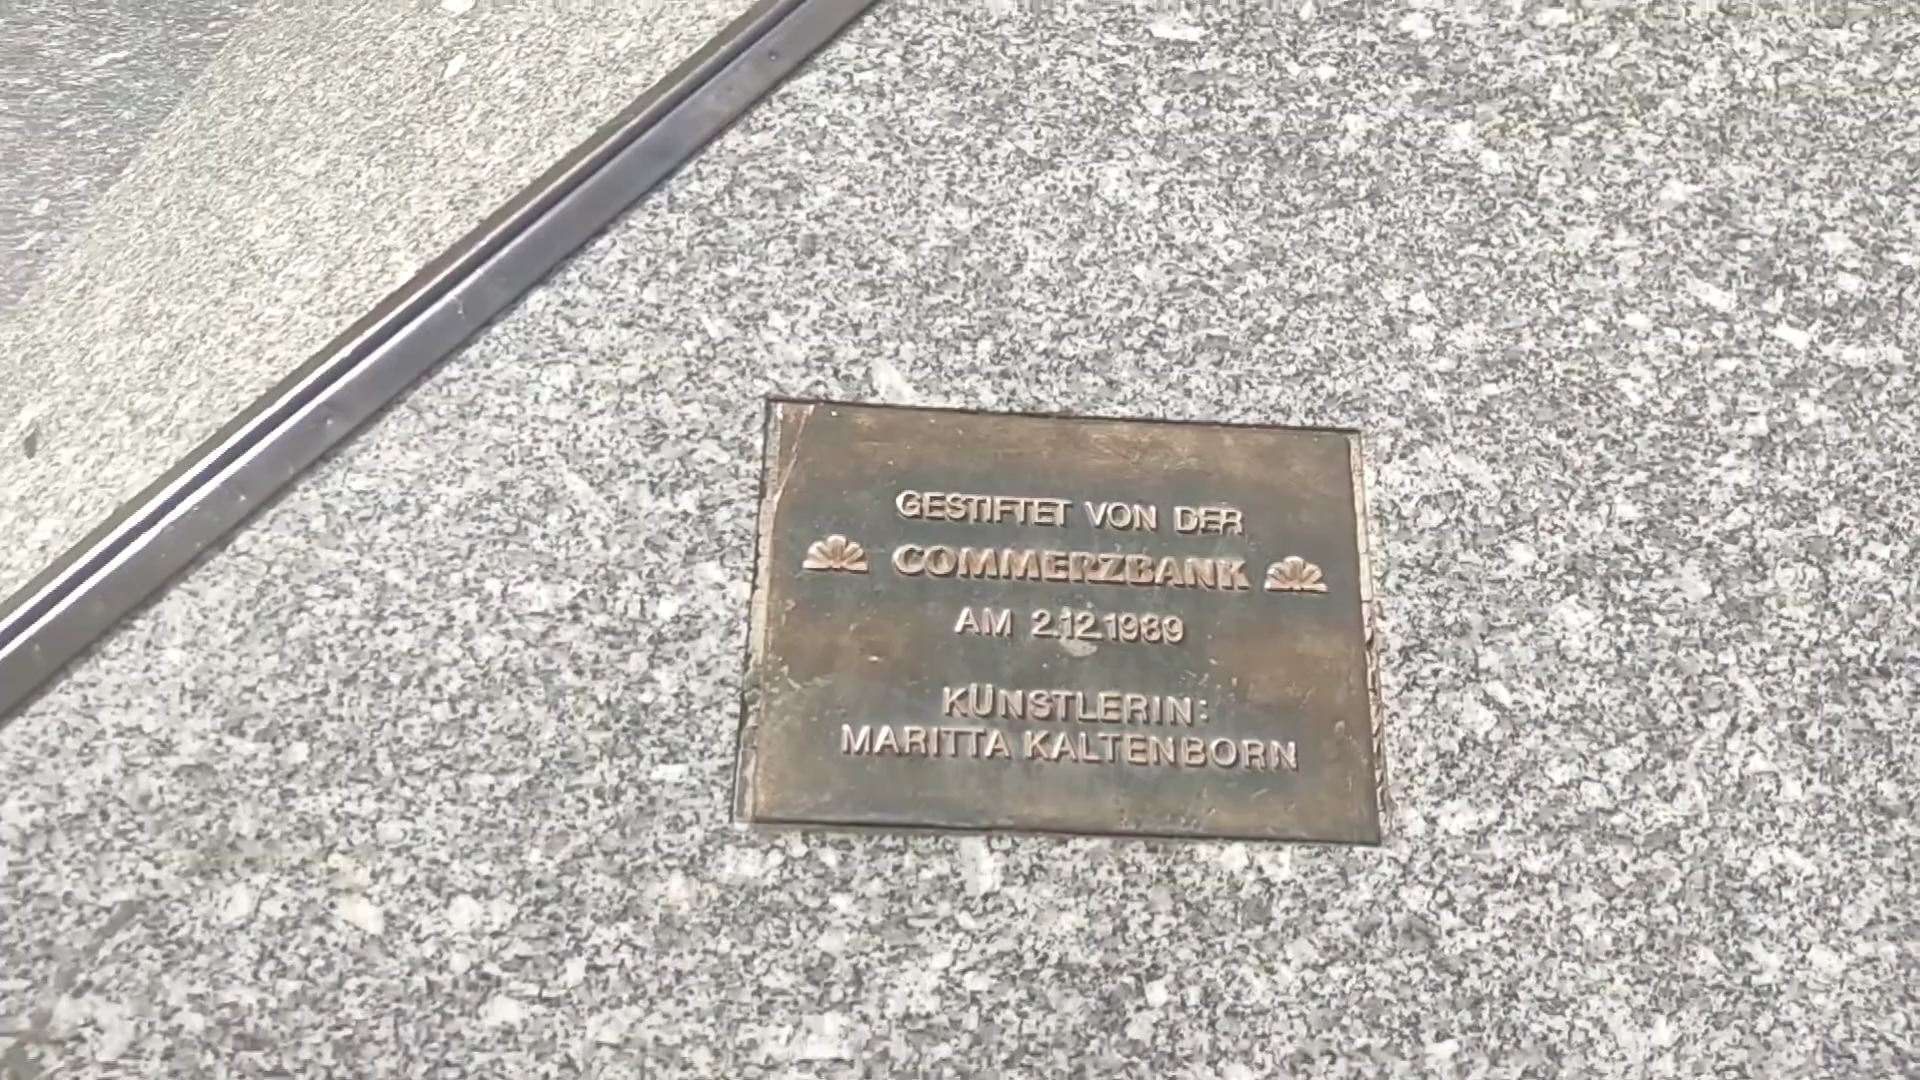 GESTIFTET VON DER
COMMERZBANK
AM 2.12.1989
KÜNSTLERIN:
MARITTA KALTENBORN